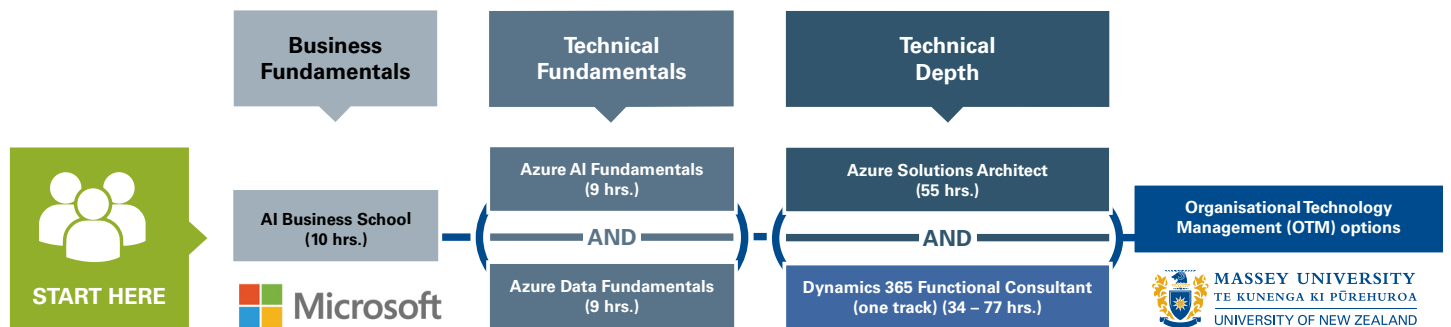 Business
Fundamentals
Technical
Fundamentals
Technical
Depth
START HERE
AI Business School
(10 hrs.)
Microsoft
Azure AI Fundamentals
(9 hrs.)
AND
Azure Data Fundamentals
(9 hrs.)
Azure Solutions Architect
(55 hrs.)
AND
Dynamics 365 Functional Consultant
(one track) (34 – 77 hrs.)
Organisational Technology
Management (OTM) options
MASSEY UNIVERSITY
TE KUNENGA KI PŪREHUROA
UNIVERSITY OF NEW ZEALAND